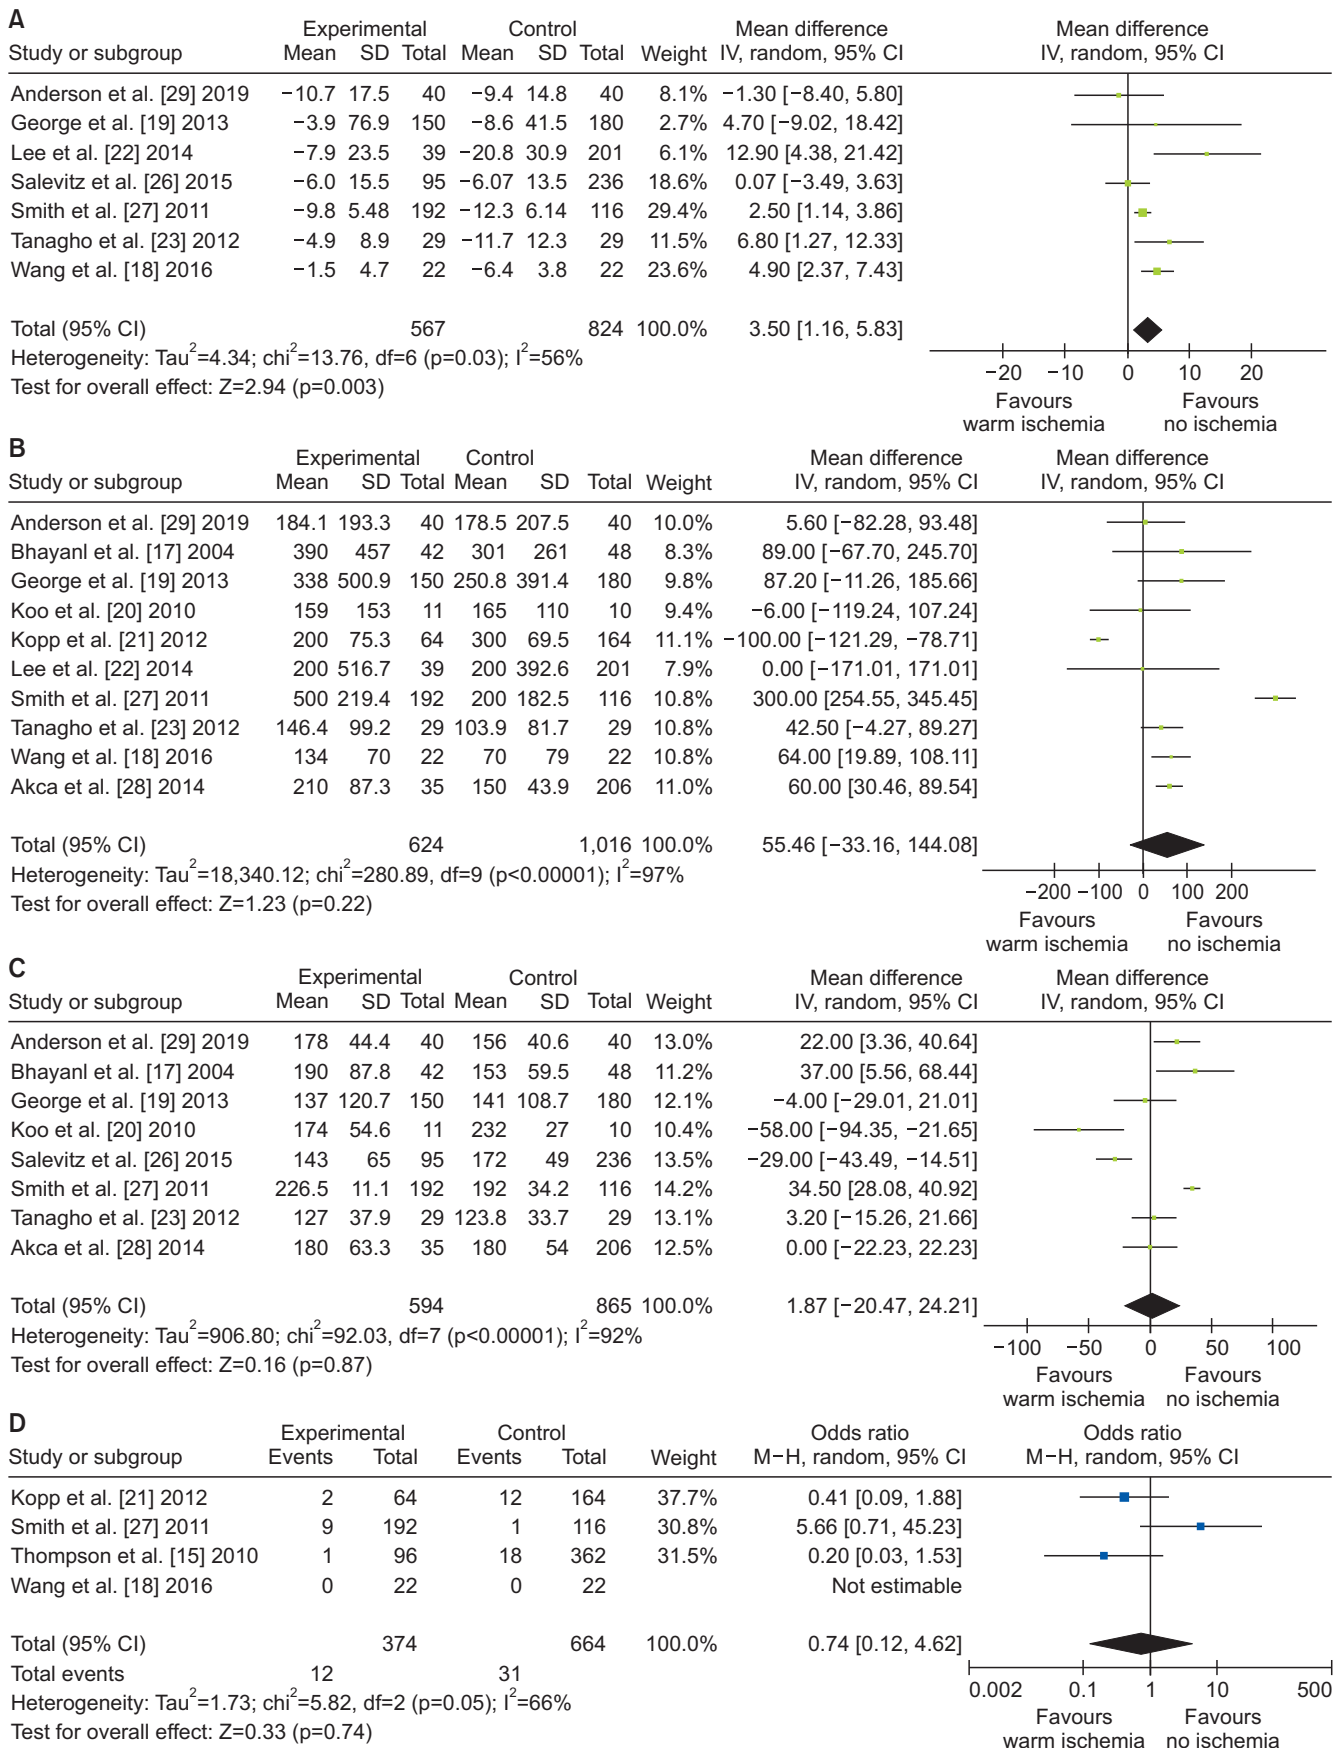 A
Experimental Control Mean difference Mean difference
Study or subgroup Mean SD Total Mean SD Total Weight IV, random, 95% CI IV, random, 95% CI
Anderson et al. [29] 2019 −10.7 17.5 40 −9.4 14.8 40 8.1% −1.30 [−8.40, 5.80]
George et al. [19] 2013 −3.9 76.9 150 −8.6 41.5 180 2.7% 4.70 [−9.02, 18.42]
Lee et al. [22] 2014 −7.9 23.5 39 −20.8 30.9 201 6.1% 12.90 [4.38, 21.42]
Salevitz et al. [26] 2015 −6.0 15.5 95 −6.07 13.5 236 18.6% 0.07 [−3.49, 3.63]
Smith et al. [27] 2011 −9.8 5.48 192 −12.3 6.14 116 29.4% 2.50 [1.14, 3.86]
Tanagho et al. [23] 2012 −4.9 8.9 29 −11.7 12.3 29 11.5% 6.80 [1.27, 12.33]
Wang et al. [18] 2016 −1.5 4.7 22 −6.4 3.8 22 23.6% 4.90 [2.37, 7.43]
Total (95% CI) 567 824 100.0% 3.50 [1.16, 5.83]
Heterogeneity: Tau²=4.34; chi²=13.76, df=6 (p=0.03); I²=56%
Test for overall effect: Z=2.94 (p=0.003)
−20 −10 0 10 20
Favours Favours
warm ischemia no ischemia
B
Experimental Control Mean difference Mean difference
Study or subgroup Mean SD Total Mean SD Total Weight IV, random, 95% CI IV, random, 95% CI
Anderson et al. [29] 2019 184.1 193.3 40 178.5 207.5 40 10.0% 5.60 [−82.28, 93.48]
Bhayanl et al. [17] 2004 390 457 42 301 261 48 8.3% 89.00 [−67.70, 245.70]
George et al. [19] 2013 338 500.9 150 250.8 391.4 180 9.8% 87.20 [−11.26, 185.66]
Koo et al. [20] 2010 159 153 11 165 110 10 9.4% −6.00 [−119.24, 107.24]
Kopp et al. [21] 2012 200 75.3 64 300 69.5 164 11.1% −100.00 [−121.29, −78.71]
Lee et al. [22] 2014 200 516.7 39 200 392.6 201 7.9% 0.00 [−171.01, 171.01]
Smith et al. [27] 2011 500 219.4 192 200 182.5 116 10.8% 300.00 [254.55, 345.45]
Tanagho et al. [23] 2012 146.4 99.2 29 103.9 81.7 29 10.8% 42.50 [−4.27, 89.27]
Wang et al. [18] 2016 134 70 22 70 79 22 10.8% 64.00 [19.89, 108.11]
Akca et al. [28] 2014 210 87.3 35 150 43.9 206 11.0% 60.00 [30.46, 89.54]
Total (95% CI) 624 1,016 100.0% 55.46 [−33.16, 144.08]
Heterogeneity: Tau²=18,340.12; chi²=280.89, df=9 (p<0.00001); I²=97%
Test for overall effect: Z=1.23 (p=0.22)
−200 −100 0 100 200
Favours Favours
warm ischemia no ischemia
C
Experimental Control Mean difference Mean difference
Study or subgroup Mean SD Total Mean SD Total Weight IV, random, 95% CI IV, random, 95% CI
Anderson et al. [29] 2019 178 44.4 40 156 40.6 40 13.0% 22.00 [3.36, 40.64]
Bhayanl et al. [17] 2004 190 87.8 42 153 59.5 48 11.2% 37.00 [5.56, 68.44]
George et al. [19] 2013 137 120.7 150 141 108.7 180 12.1% −4.00 [−29.01, 21.01]
Koo et al. [20] 2010 174 54.6 11 232 27 10 10.4% −58.00 [−94.35, −21.65]
Salevitz et al. [26] 2015 143 65 95 172 49 236 13.5% −29.00 [−43.49, −14.51]
Smith et al. [27] 2011 226.5 11.1 192 192 34.2 116 14.2% 34.50 [28.08, 40.92]
Tanagho et al. [23] 2012 127 37.9 29 123.8 33.7 29 13.1% 3.20 [−15.26, 21.66]
Akca et al. [28] 2014 180 63.3 35 180 54 206 12.5% 0.00 [−22.23, 22.23]
Total (95% CI) 594 865 100.0% 1.87 [−20.47, 24.21]
Heterogeneity: Tau²=906.80; chi²=92.03, df=7 (p<0.00001); I²=92%
Test for overall effect: Z=0.16 (p=0.87)
−100 −50 0 50 100
Favours Favours
warm ischemia no ischemia
D
Experimental Control Odds ratio Odds ratio
Study or subgroup Events Total Events Total Weight M−H, random, 95% CI M−H, random, 95% CI
Kopp et al. [21] 2012 2 64 12 164 37.7% 0.41 [0.09, 1.88]
Smith et al. [27] 2011 9 192 1 116 30.8% 5.66 [0.71, 45.23]
Thompson et al. [15] 2010 1 96 18 362 31.5% 0.20 [0.03, 1.53]
Wang et al. [18] 2016 0 22 0 22 Not estimable
Total (95% CI) 374 664 100.0% 0.74 [0.12, 4.62]
Total events 12 31
Heterogeneity: Tau²=1.73; chi²=5.82, df=2 (p=0.05); I²=66%
Test for overall effect: Z=0.33 (p=0.74)
0.002 0.1 1 10 500
Favours Favours
warm ischemia no ischemia